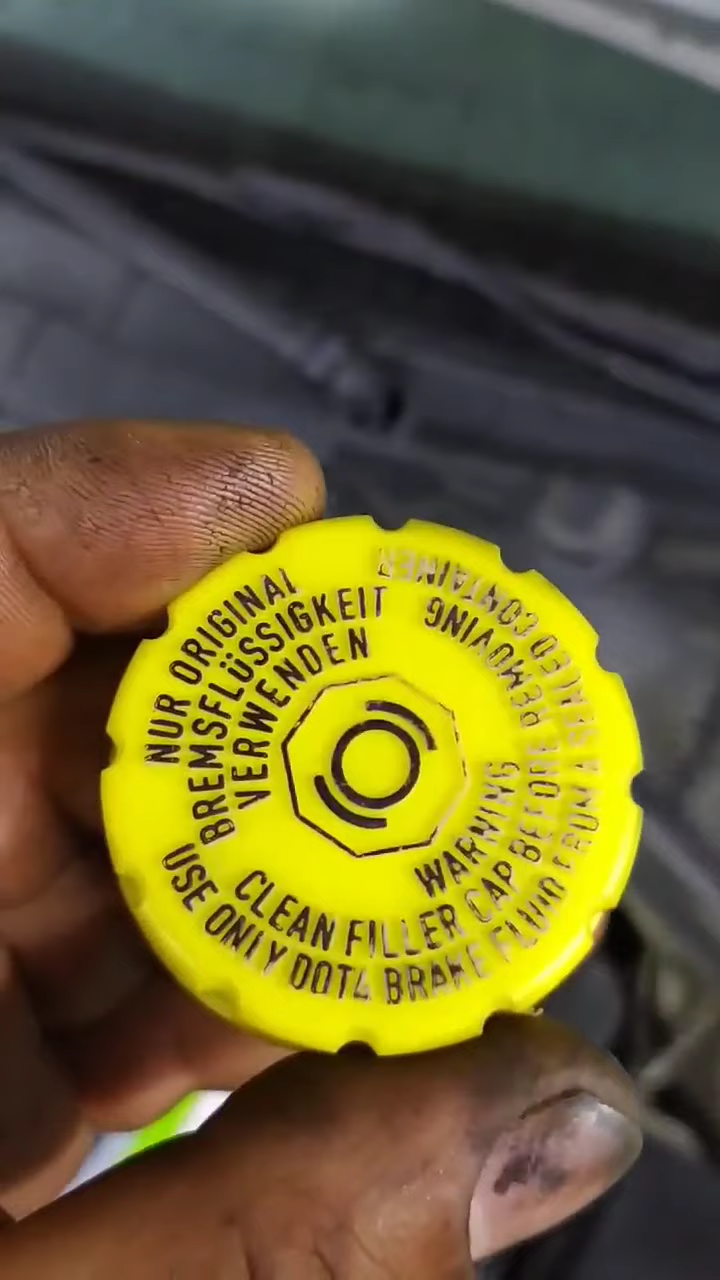 NUR ORIGINAL
BREMSFLÜSSIGKEIT
VERWENDEN
WARNING
CLEAN FILLER CAP BEFORE REMOVING
USE ONLY DOT4 BRAKE FLUID FROM A SEALED CONTAINER